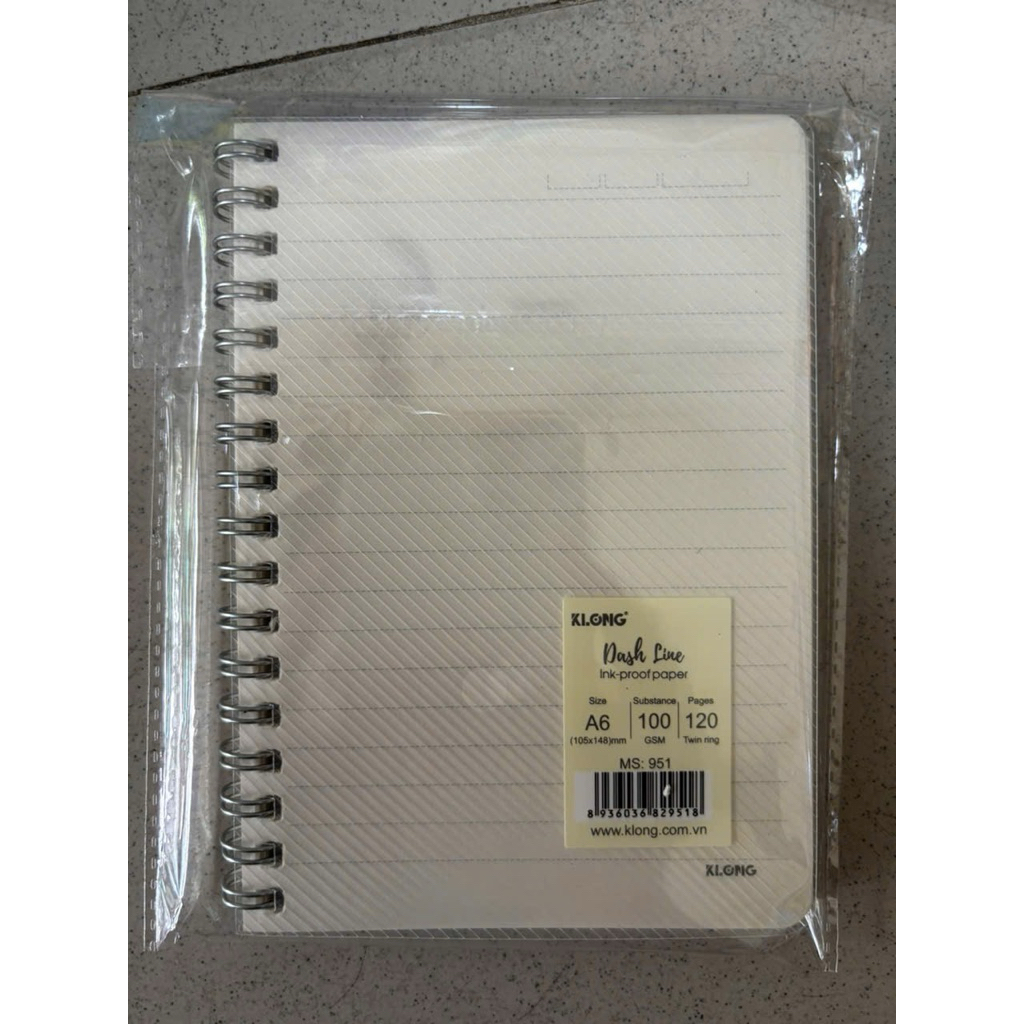 KLONG®
Dash Line
Ink-proof paper
Size Substance Pages
A6 100 120
(105x148)mm GSM Twin ring
MS: 951
8 936036 829518
www.klong.com.vn
KLONG